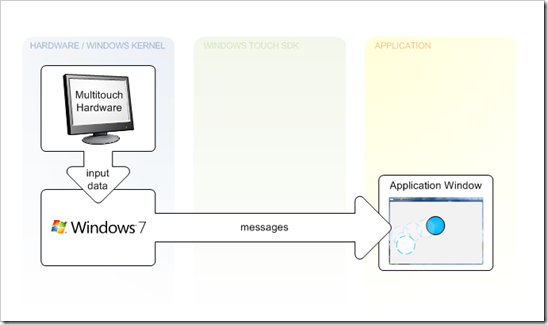 HARDWARE / WINDOWS KERNEL
WINDOWS TOUCH SDK
APPLICATION
Multitouch
Hardware
input
data
Windows 7
messages
Application Window